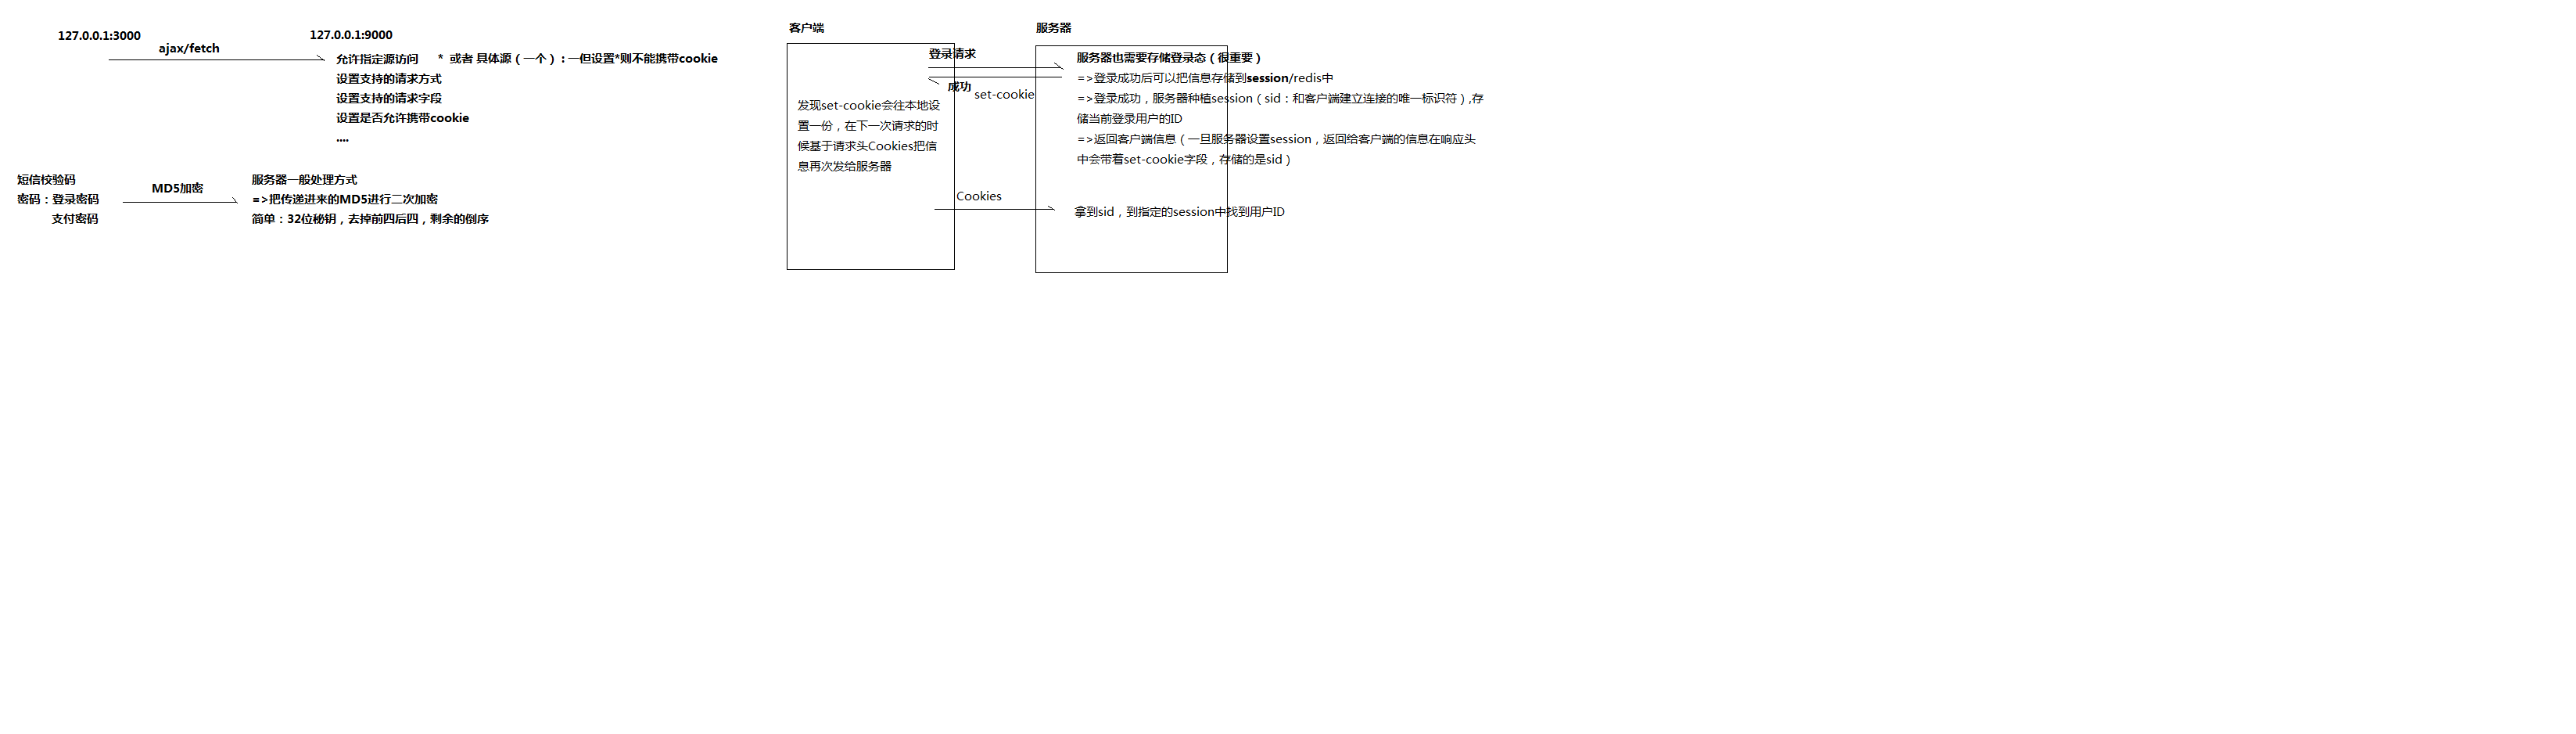 127.0.0.1:3000
ajax/fetch
127.0.0.1:9000
允许指定源访问 * 或者 具体源（一个）: 一但设置*则不能携带cookie
设置支持的请求方式
设置支持的请求字段
设置是否允许携带cookie
....
短信校验码
密码：登录密码
支付密码
MD5加密
服务器一般处理方式
=>把传递进来的MD5进行二次加密
简单：32位秘钥，去掉前四后四，剩余的倒序
客户端
服务器
登录请求
成功
set-cookie
发现set-cookie会往本地设
置一份，在下一次请求的时
候基于请求头Cookies把信
息再次发给服务器
服务器也需要存储登录态（很重要）
=>登录成功后可以把信息存储到session/redis中
=>登录成功，服务器种植session（sid：和客户端建立连接的唯一标识符）,存
储当前登录用户的ID
=>返回客户端信息（一旦服务器设置session，返回给客户端的信息在响应头
中会带着set-cookie字段，存储的是sid）
Cookies
拿到sid，到指定的session中找到用户ID